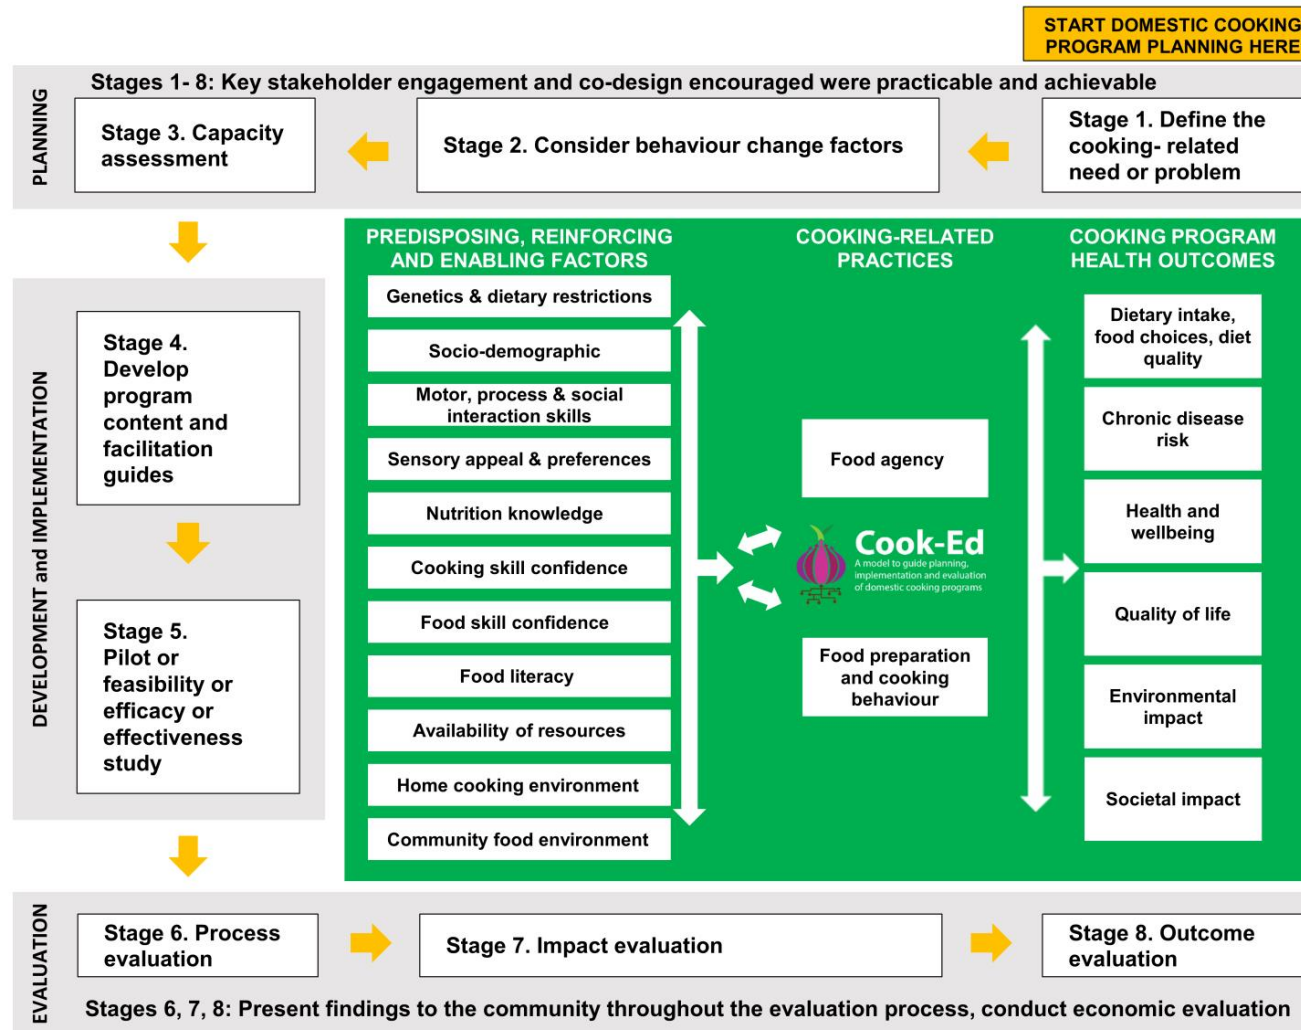 START DOMESTIC COOKING
PROGRAM PLANNING HERE
PLANNING
Stages 1- 8: Key stakeholder engagement and co-design encouraged were practicable and achievable
Stage 1. Define the
cooking- related
need or problem
Stage 2. Consider behaviour change factors
Stage 3. Capacity
assessment
DEVELOPMENT and IMPLEMENTATION
Stage 4.
Develop
program
content and
facilitation
guides
Stage 5.
Pilot or
feasibility or
efficacy or
effectiveness
study
PREDISPOSING, REINFORCING
AND ENABLING FACTORS
Genetics & dietary restrictions
Socio-demographic
Motor, process & social
interaction skills
Sensory appeal & preferences
Nutrition knowledge
Cooking skill confidence
Food skill confidence
Food literacy
Availability of resources
Home cooking environment
Community food environment
COOKING-RELATED
PRACTICES
Food agency
Cook-Ed
A model to guide planning,
implementation and evaluation
of domestic cooking programs
Food preparation
and cooking
behaviour
COOKING PROGRAM
HEALTH OUTCOMES
Dietary intake,
food choices, diet
quality
Chronic disease
risk
Health and
wellbeing
Quality of life
Environmental
impact
Societal impact
EVALUATION
Stage 6. Process
evaluation
Stage 7. Impact evaluation
Stage 8. Outcome
evaluation
Stages 6, 7, 8: Present findings to the community throughout the evaluation process, conduct economic evaluation